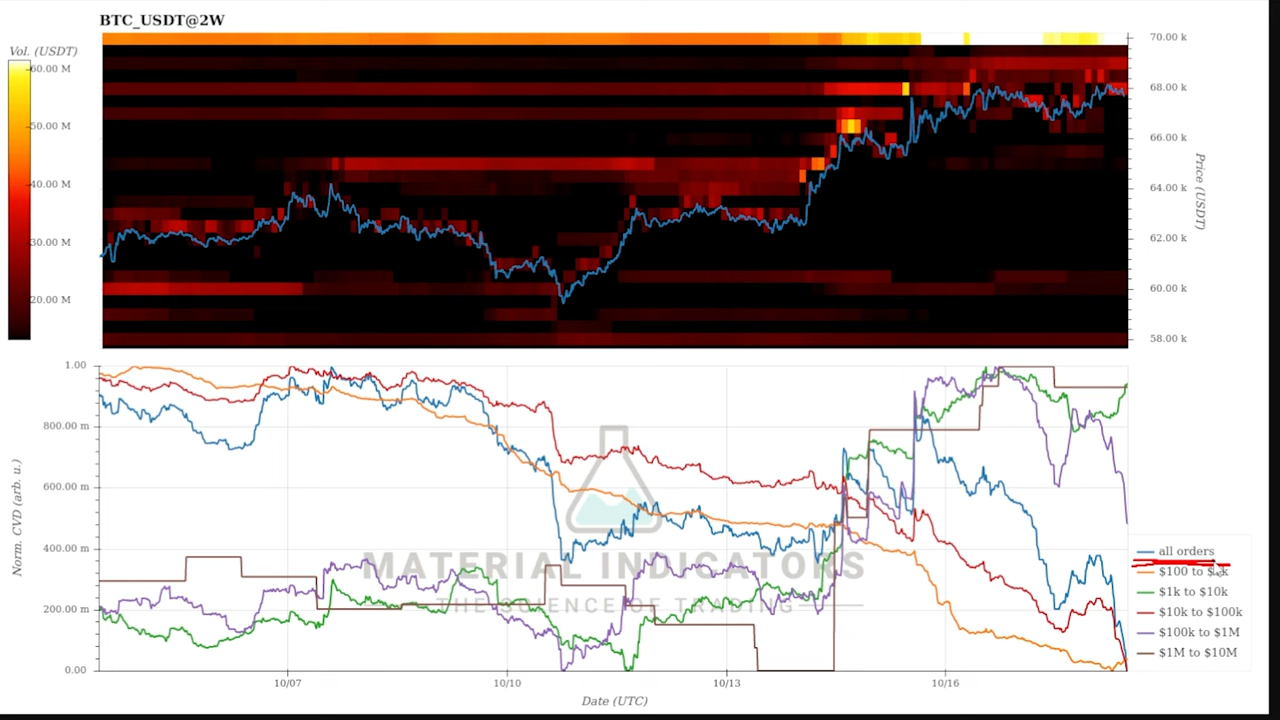 BTC_USDT@2W
Vol. (USDT)
60.00 M
50.00 M
40.00 M
30.00 M
20.00 M
70.00 k
68.00 k
66.00 k
64.00 k
62.00 k
60.00 k
58.00 k
Price (USDT)
1.00
800.00 m
600.00 m
400.00 m
200.00 m
0.00
Norm. CVD (arb. u.)
MATERIAL INDICATORS
THE SCIENCE OF TRADING
all orders
$100 to
$1k to $10k
$10k to $100k
$100k to $1M
$1M to $10M
10/07
10/10
10/13
10/16
Date (UTC)